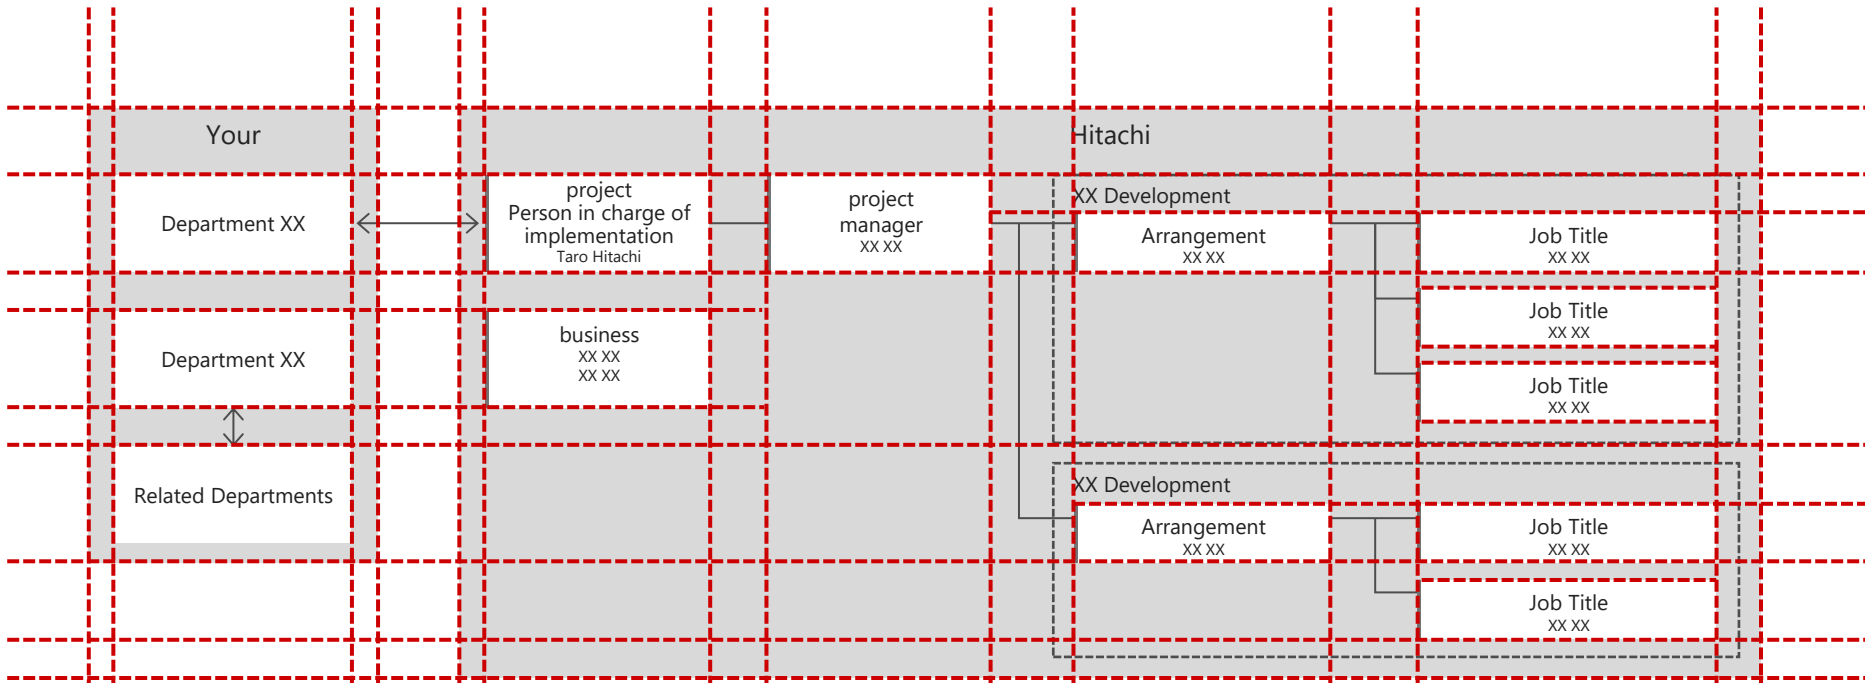 Your
Hitachi
Department XX
project
Person in charge of
implementation
Taro Hitachi
project
manager
XX XX
XX Development
Arrangement
XX XX
Job Title
XX XX
Job Title
XX XX
Job Title
XX XX
Department XX
business
XX XX
XX XX
Related Departments
XX Development
Arrangement
XX XX
Job Title
XX XX
Job Title
XX XX